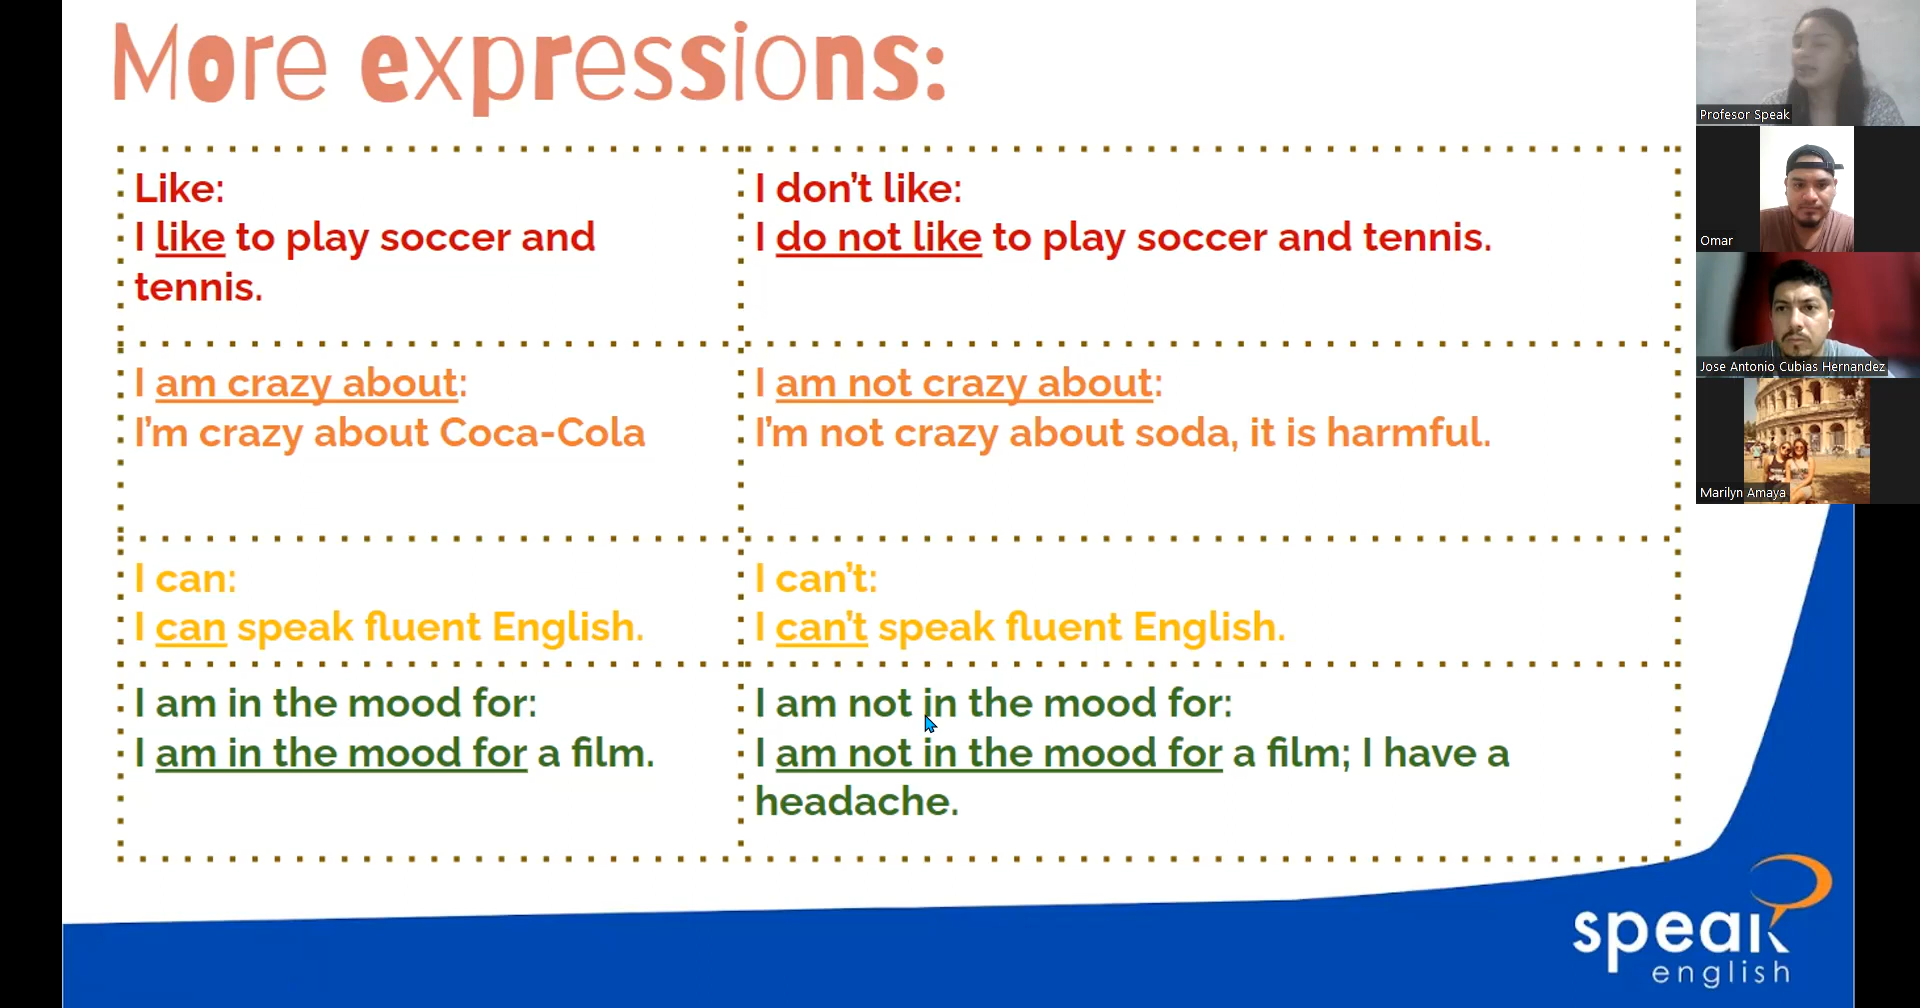 More expressions:
Like:
I like to play soccer and
tennis.
I don't like:
I do not like to play soccer and tennis.
I am crazy about:
I'm crazy about Coca-Cola
I am not crazy about:
I'm not crazy about soda, it is harmful.
I can:
I can speak fluent English.
I can't:
I can't speak fluent English.
I am in the mood for:
I am in the mood for a film.
I am not in the mood for:
I am not in the mood for a film; I have a
headache.
speak
english
Profesor Speak
Omar
Jose Antonio Cubias Hernandez
Marilyn Amaya